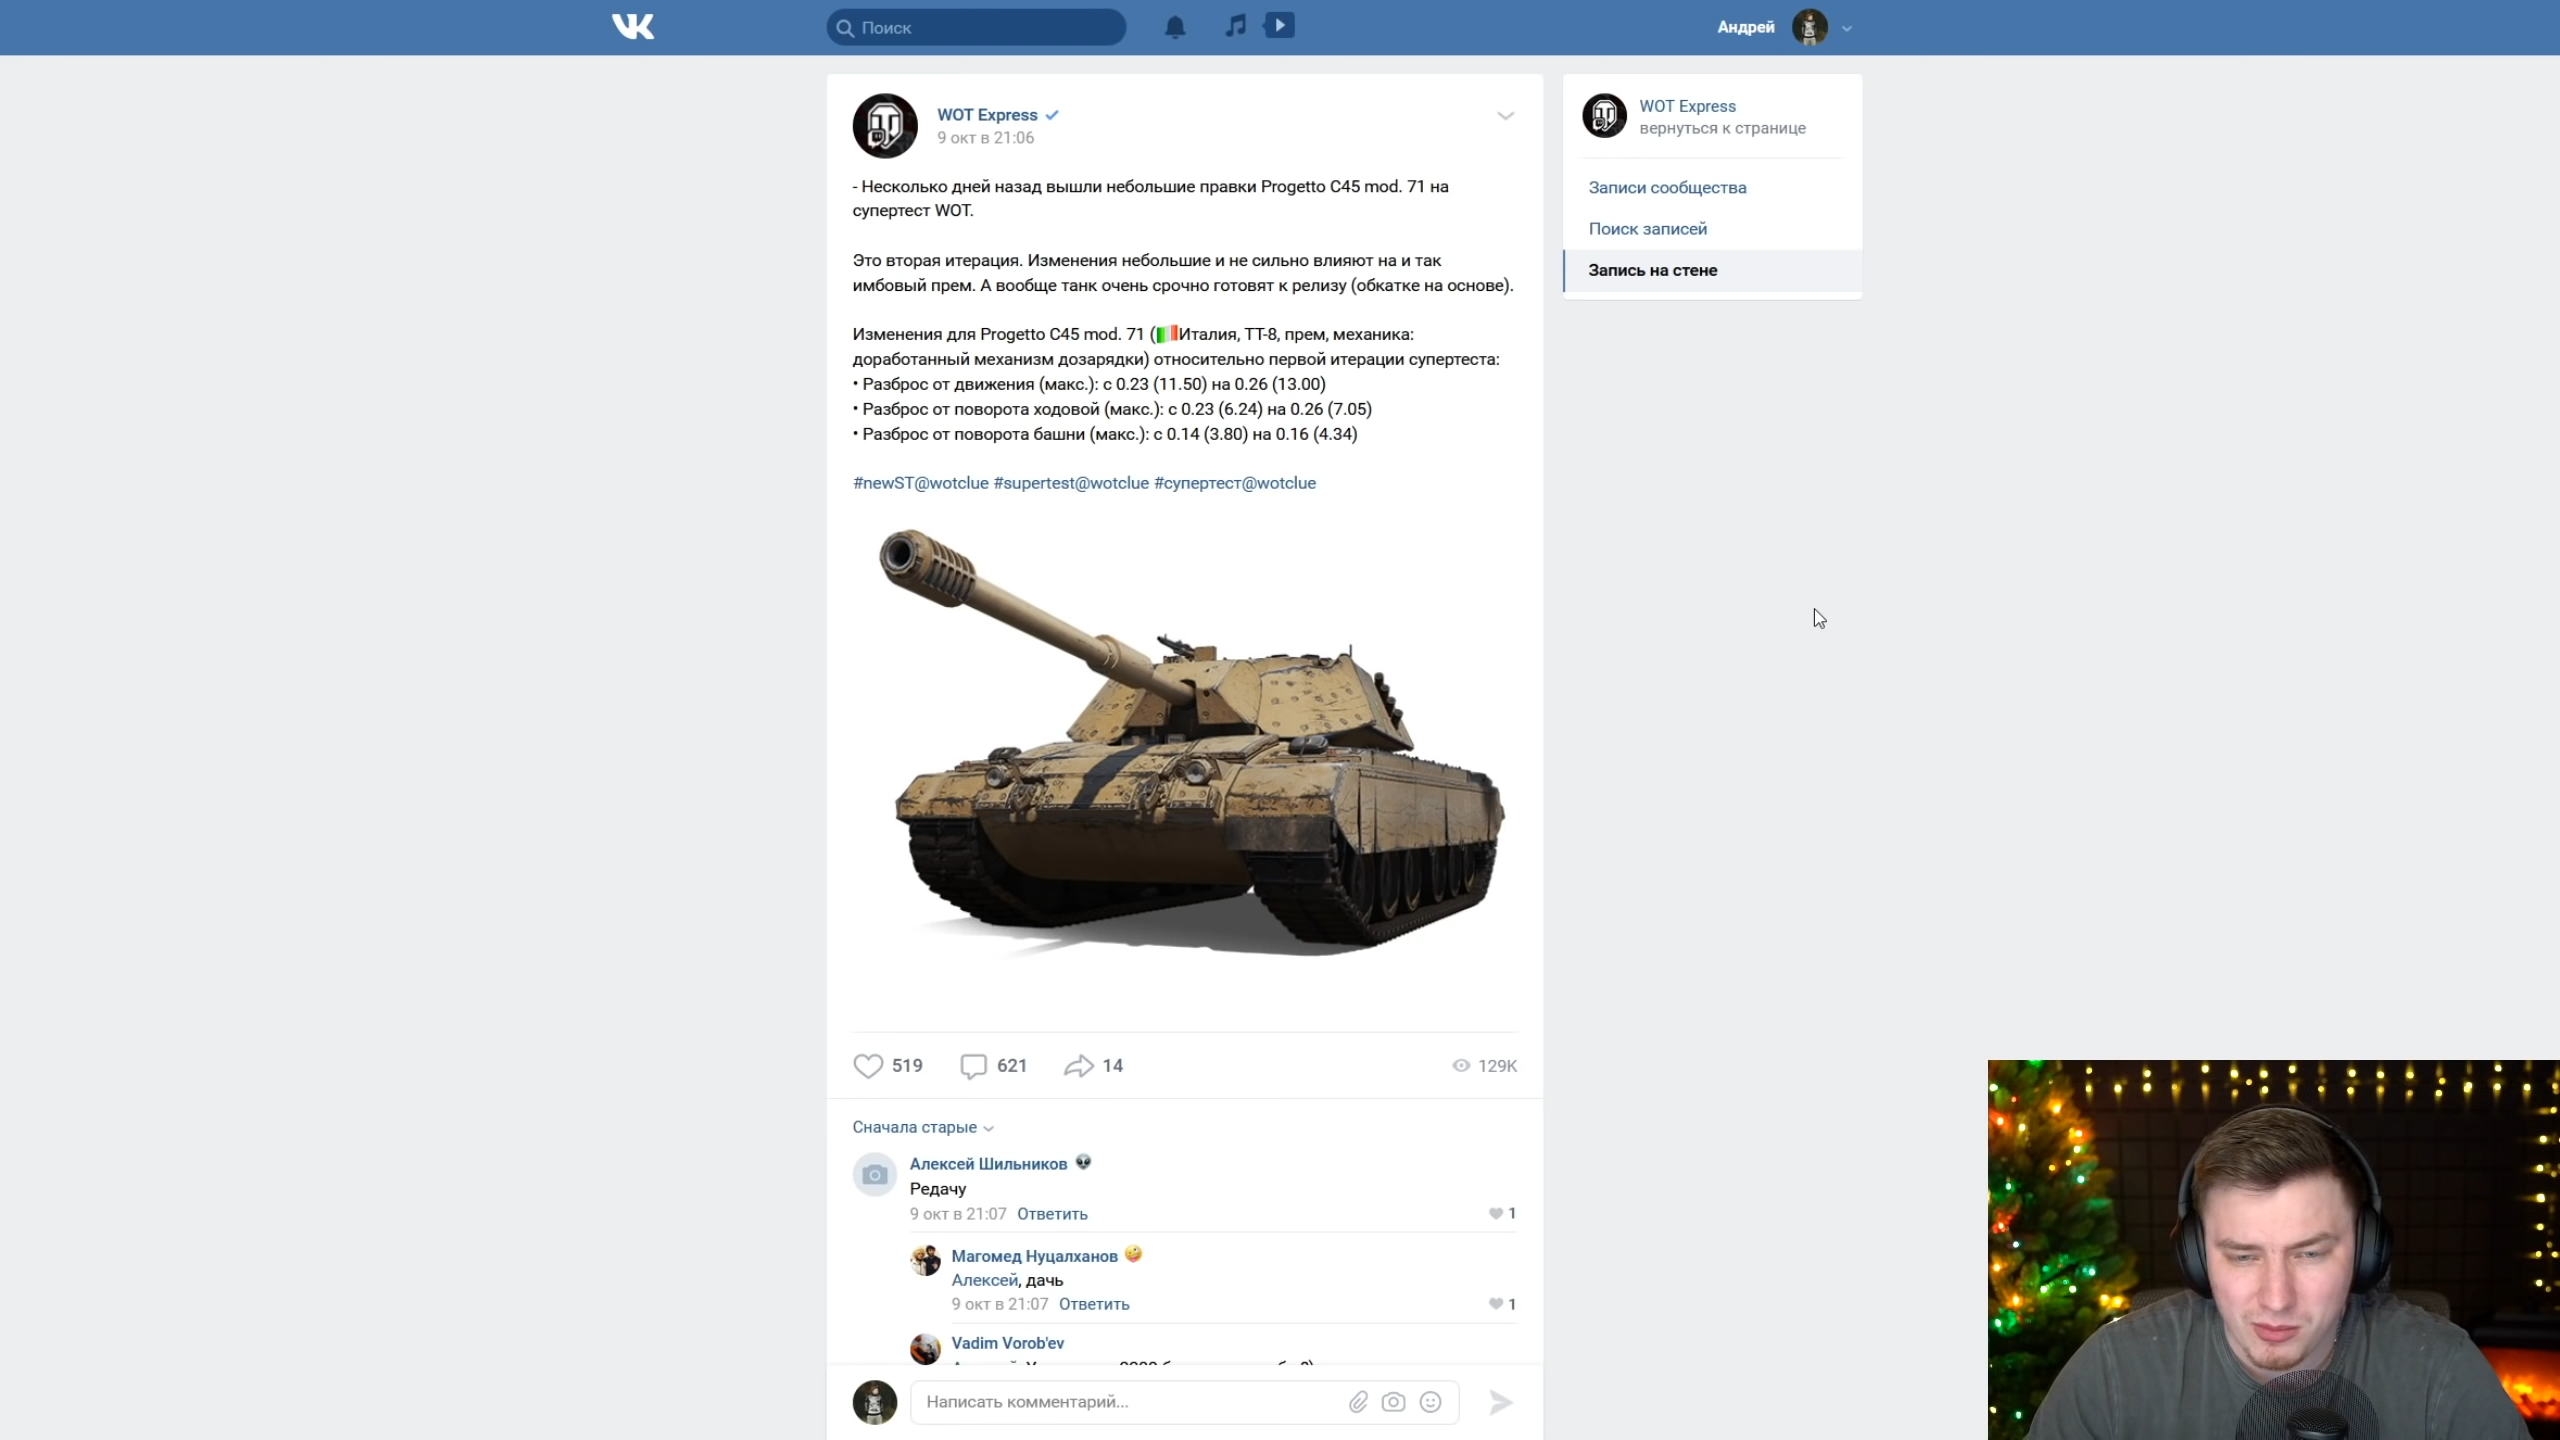 VK
Поиск
Андрей
WOT Express
9 окт в 21:06
- Несколько дней назад вышли небольшие правки Progetto C45 mod. 71 на
супертест WOT.
Это вторая итерация. Изменения небольшие и не сильно влияют на и так
имбовый прем. А вообще танк очень срочно готовят к релизу (обкатке на основе).
Изменения для Progetto C45 mod. 71 (Италия, ТТ-8, прем, механика:
доработанный механизм дозарядки) относительно первой итерации супертеста:
• Разброс от движения (макс.): с 0.23 (11.50) на 0.26 (13.00)
• Разброс от поворота ходовой (макс.): с 0.23 (6.24) на 0.26 (7.05)
• Разброс от поворота башни (макс.): с 0.14 (3.80) на 0.16 (4.34)
#newST@wotclue #supertest@wotclue #супертест@wotclue
519 621 14 129K
Сначала старые
Алексей Шильников
Редачу
9 окт в 21:07 Ответить 1
Магомед Нуцалханов
Алексей, дачь
9 окт в 21:07 Ответить 1
Vadim Vorob'ev
Написать комментарий...
WOT Express
вернуться к странице
Записи сообщества
Поиск записей
Запись на стене